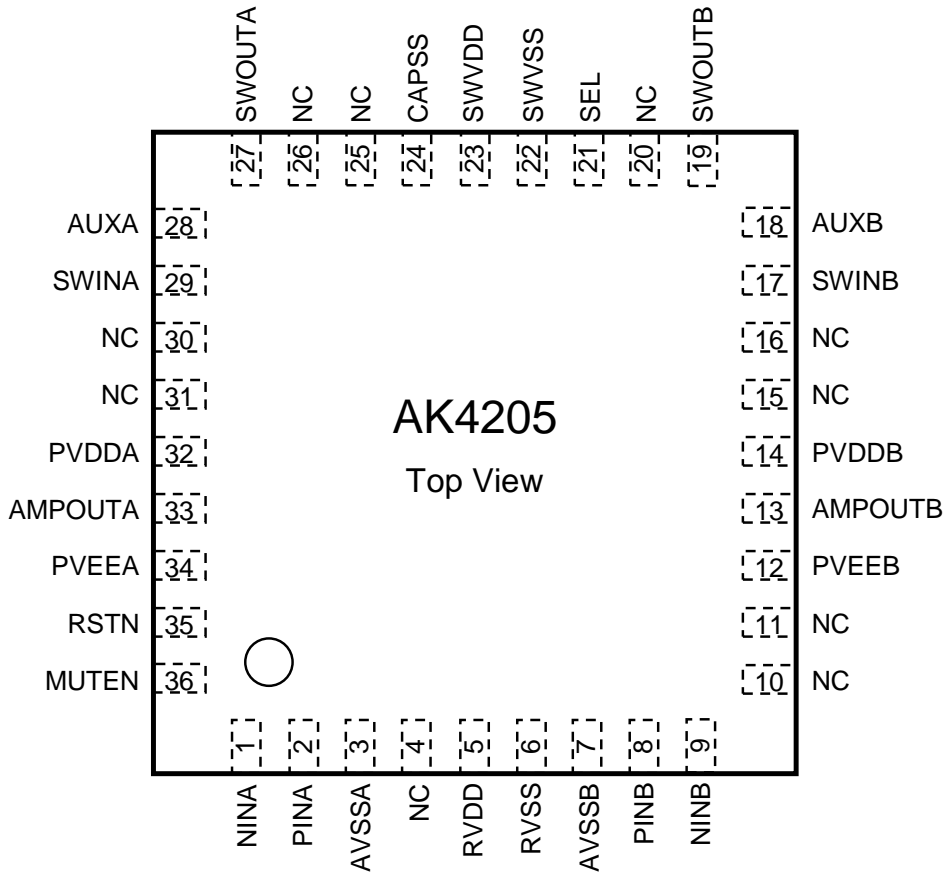 SWOUTA
NC
NC
CAPSS
SWVDD
SWVSS
SEL
NC
SWOUTB
27
26
25
24
23
22
21
20
19
AUXA 28
18 AUXB
SWINA 29
17 SWINB
NC 30
16 NC
NC 31
15 NC
AK4205
Top View
PVDDA 32
14 PVDDB
AMPOUTA 33
13 AMPOUTB
PVEEA 34
12 PVEEB
RSTN 35
11 NC
MUTEN 36
10 NC
1
2
3
4
5
6
7
8
9
NINA
PINA
AVSSA
NC
RVDD
RVSS
AVSSB
PINB
NINB